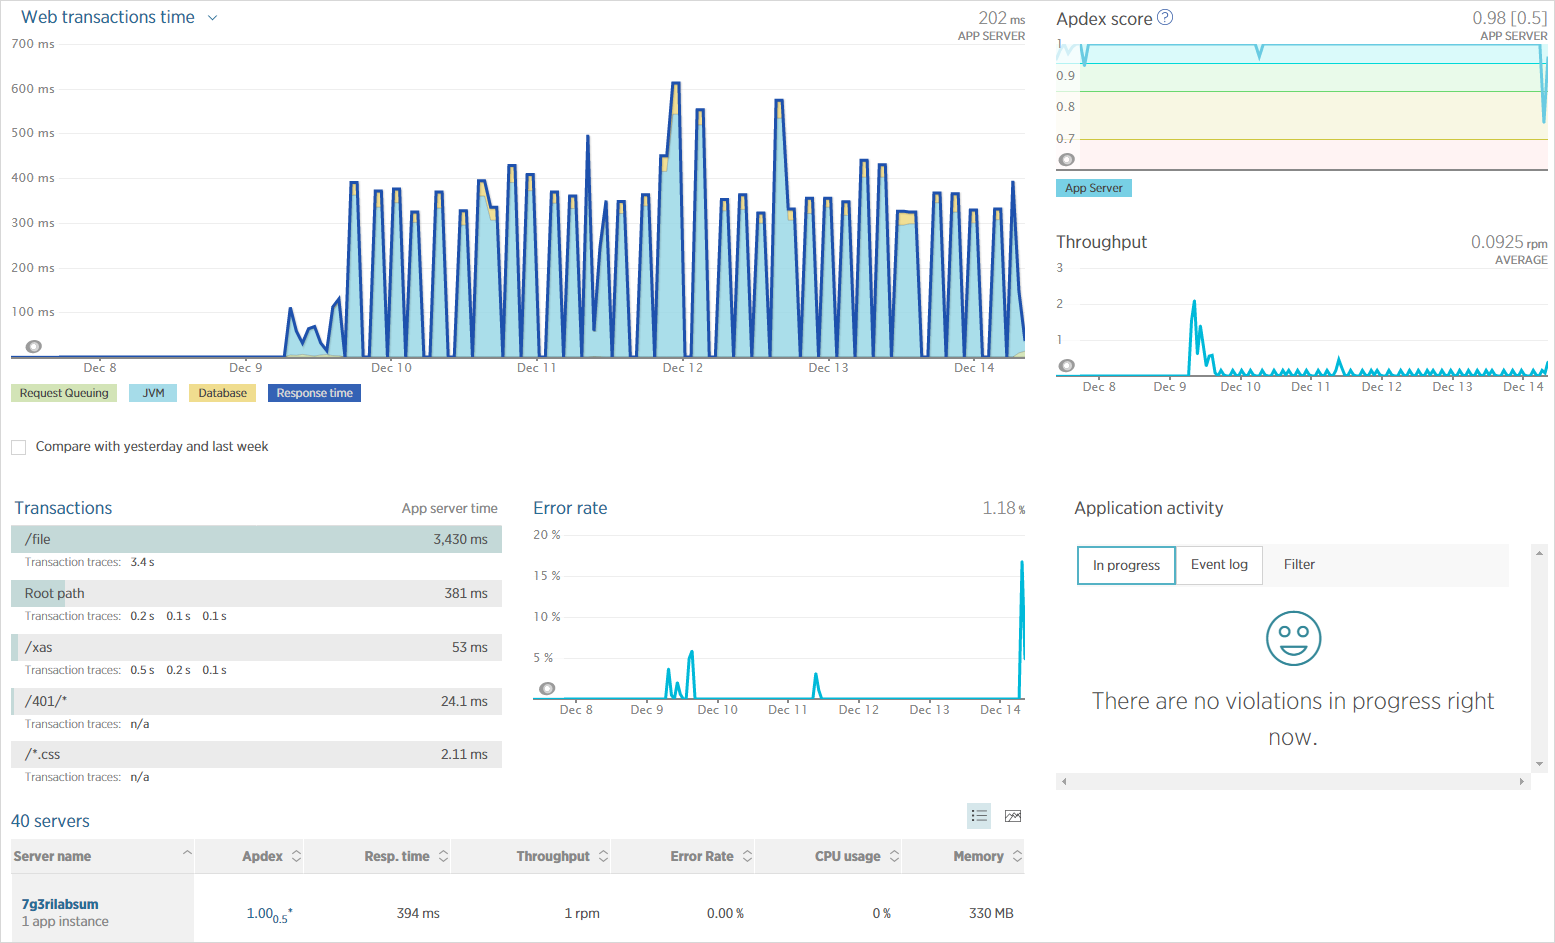 Web transactions time
202 ms
APP SERVER
700 ms
600 ms
500 ms
400 ms
300 ms
200 ms
100 ms
Dec 8 Dec 9 Dec 10 Dec 11 Dec 12 Dec 13 Dec 14
Request Queuing JVM Database Response time
Compare with yesterday and last week
Apdex score ?
0.98 [0.5]
APP SERVER
1
0.9
0.8
0.7
App Server
Throughput
0.0925 rpm
AVERAGE
3
2
1
Dec 8 Dec 9 Dec 10 Dec 11 Dec 12 Dec 13 Dec 14
Transactions App server time
/file 3,430 ms
Transaction traces: 3.4 s
Root path 381 ms
Transaction traces: 0.2 s 0.1 s 0.1 s
/xas 53 ms
Transaction traces: 0.5 s 0.2 s 0.1 s
/401/* 24.1 ms
Transaction traces: n/a
/*.css 2.11 ms
Transaction traces: n/a
Error rate 1.18 %
20 %
15 %
10 %
5 %
Dec 8 Dec 9 Dec 10 Dec 11 Dec 12 Dec 13 Dec 14
Application activity
In progress Event log Filter
There are no violations in progress right
now.
40 servers
Server name Apdex Resp. time Throughput Error Rate CPU usage Memory
7g3rilabsum
1 app instance
1.00 0.5* 394 ms 1 rpm 0.00 % 0 % 330 MB